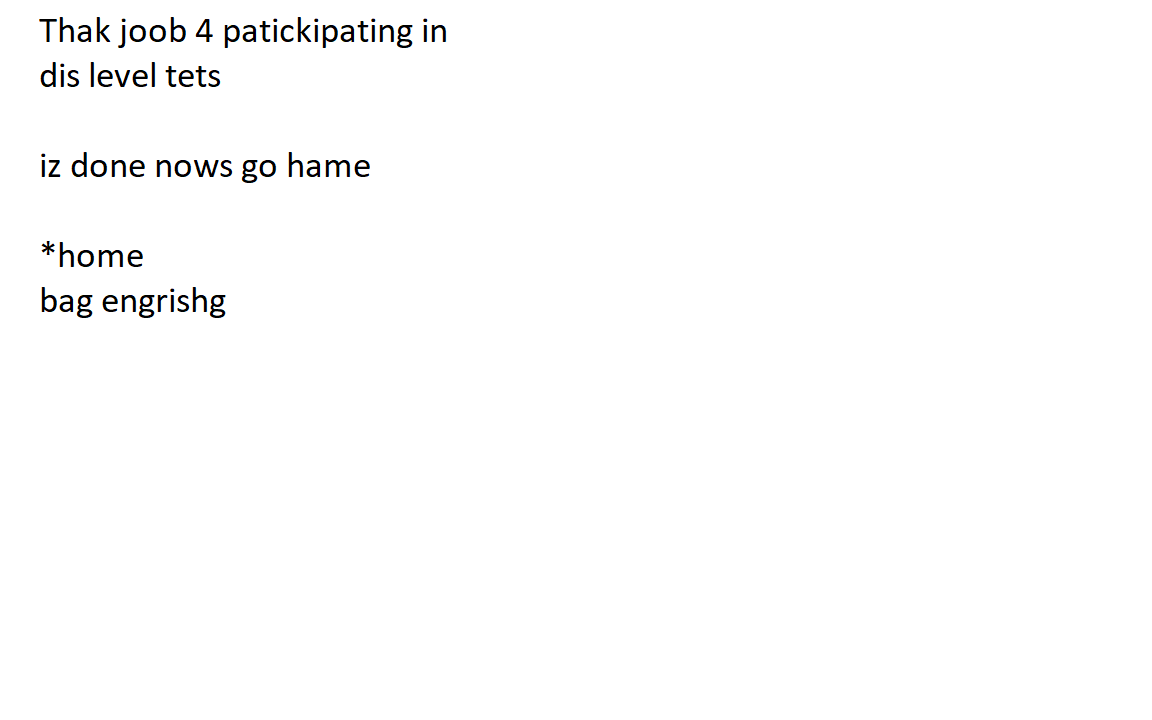 Thak joob 4 patickipating in
dis level tets
iz done nows go hame
*home
bag engrishg